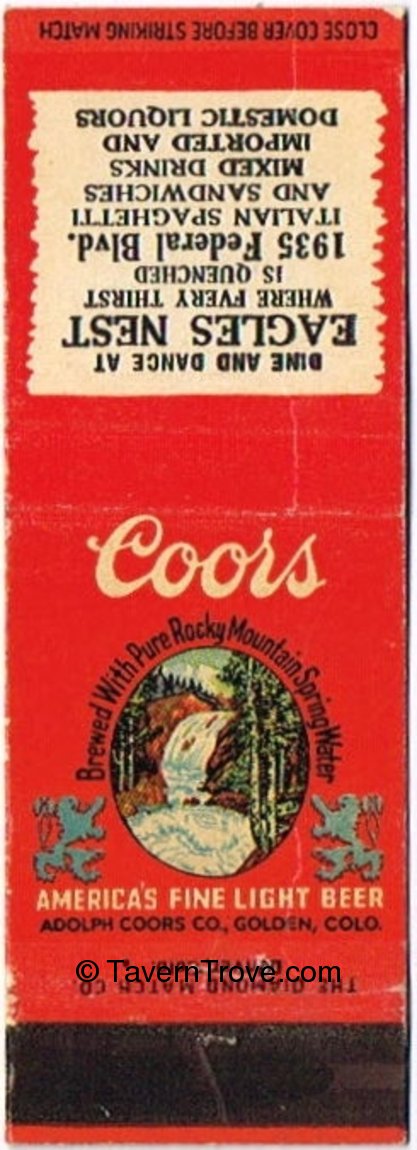 CLOSE COVER BEFORE STRIKING MATCH
DINE AND DANCE AT
EAGLES NEST
WHERE EVERY THIRST
IS QUENCHED
1935 Federal Blvd.
ITALIAN SPAGHETTI
AND SANDWICHES
MIXED DRINKS
IMPORTED AND
DOMESTIC LIQUORS
Coors
Brewed With Pure Rocky Mountain Spring Water
AMERICA'S FINE LIGHT BEER
ADOLPH COORS CO., GOLDEN, COLO.
© TavernTrove.com
THE DIAMOND MATCH CO.